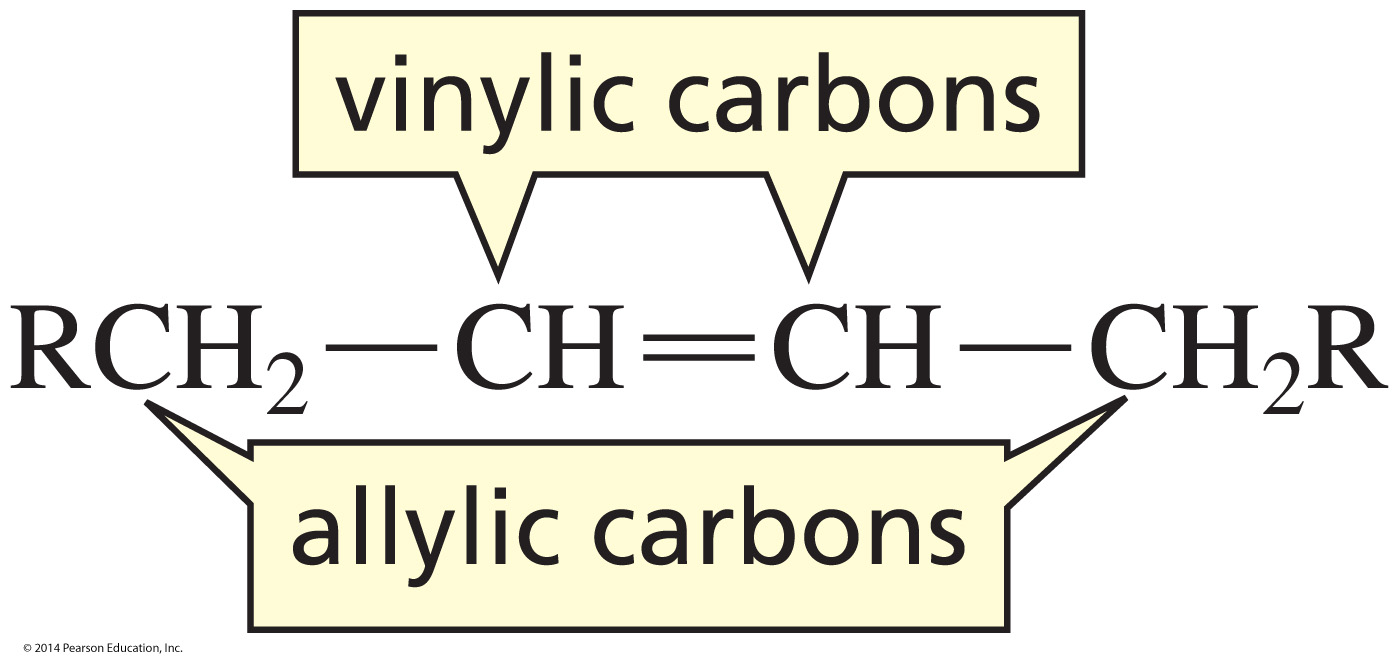 vinylic carbons
RCH₂—CH=CH—CH₂R
allylic carbons
© 2014 Pearson Education, Inc.